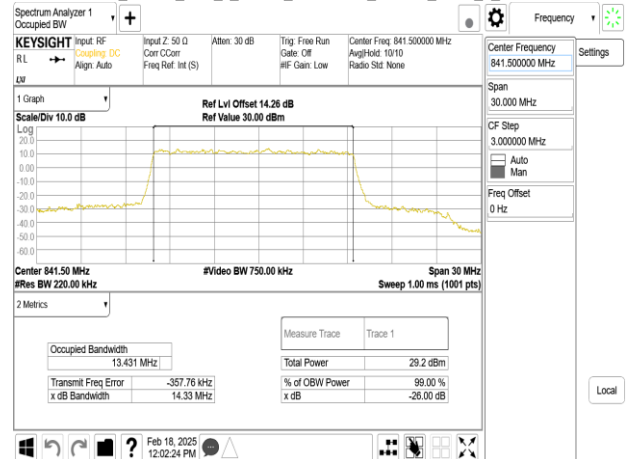 Spectrum Analyzer 1
Occupied BW
Frequency
KEYSIGHT
RL
Input: RF
Coupling: DC
Align: Auto
Input Z: 50 Ω
Corr CCorr
Freq Ref: Int (S)
Atten: 30 dB
Trig: Free Run
Gate: Off
#IF Gain: Low
Center Freq: 841.500000 MHz
Avg|Hold: 10/10
Radio Std: None
Center Frequency
841.500000 MHz
Settings
Span
30.000 MHz
CF Step
3.000000 MHz
Auto
Man
Freq Offset
0 Hz
1 Graph
Scale/Div 10.0 dB
Ref Lvl Offset 14.26 dB
Ref Value 30.00 dBm
Log
20.0
10.0
0.00
-10.0
-20.0
-30.0
-40.0
-50.0
-60.0
Center 841.50 MHz
#Res BW 220.00 kHz
#Video BW 750.00 kHz
Span 30 MHz
Sweep 1.00 ms (1001 pts)
2 Metrics
Measure Trace Trace 1
Occupied Bandwidth
13.431 MHz
Total Power 29.2 dBm
Transmit Freq Error -357.76 kHz
% of OBW Power 99.00 %
x dB Bandwidth 14.33 MHz
x dB -26.00 dB
Local
?
Feb 18, 2025
12:02:24 PM